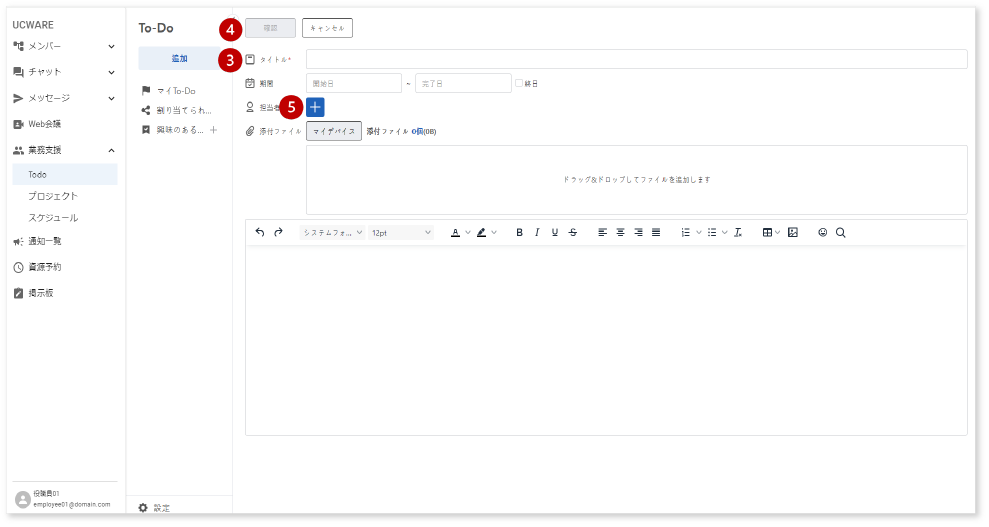 UCWARE
メンバー
チャット
メッセージ
Web会議
業務支援
Todo
プロジェクト
スケジュール
通知一覧
資源予約
掲示板
役職員01
employee01@domain.com
To-Do
追加
マイTo-Do
割り当てられ...
興味のある...
設定
4 確認 キャンセル
3 タイトル*
期間 開始日 ~ 完了日 終日
担当者 5
添付ファイル マイデバイス 添付ファイル 0個(0B)
ドラッグ&ドロップしてファイルを追加します
システムフォ... 12pt A B I U S